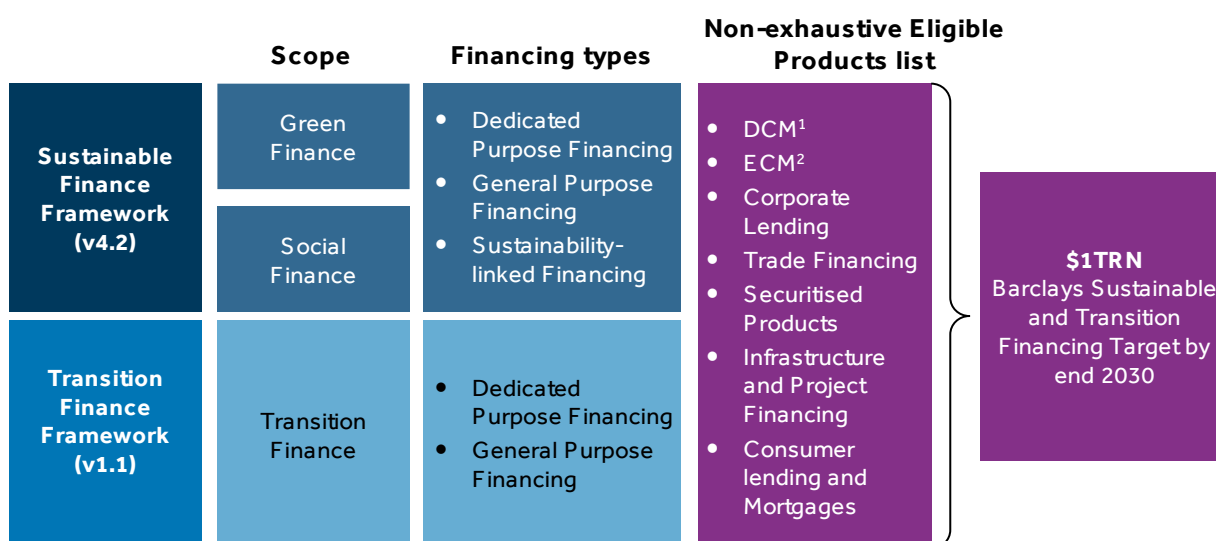 Scope
Financing types
Non-exhaustive Eligible
Products list
Sustainable
Finance
Framework
(v4.2)
Green
Finance
Social
Finance
• Dedicated
Purpose Financing
• General Purpose
Financing
• Sustainability-
linked Financing
Transition
Finance
Framework
(v1.1)
Transition
Finance
• Dedicated
Purpose Financing
• General Purpose
Financing
• DCM¹
• ECM²
• Corporate
Lending
• Trade Financing
• Securitised
Products
• Infrastructure
and Project
Financing
• Consumer
lending and
Mortgages
$1TRN
Barclays Sustainable
and Transition
Financing Target by
end 2030